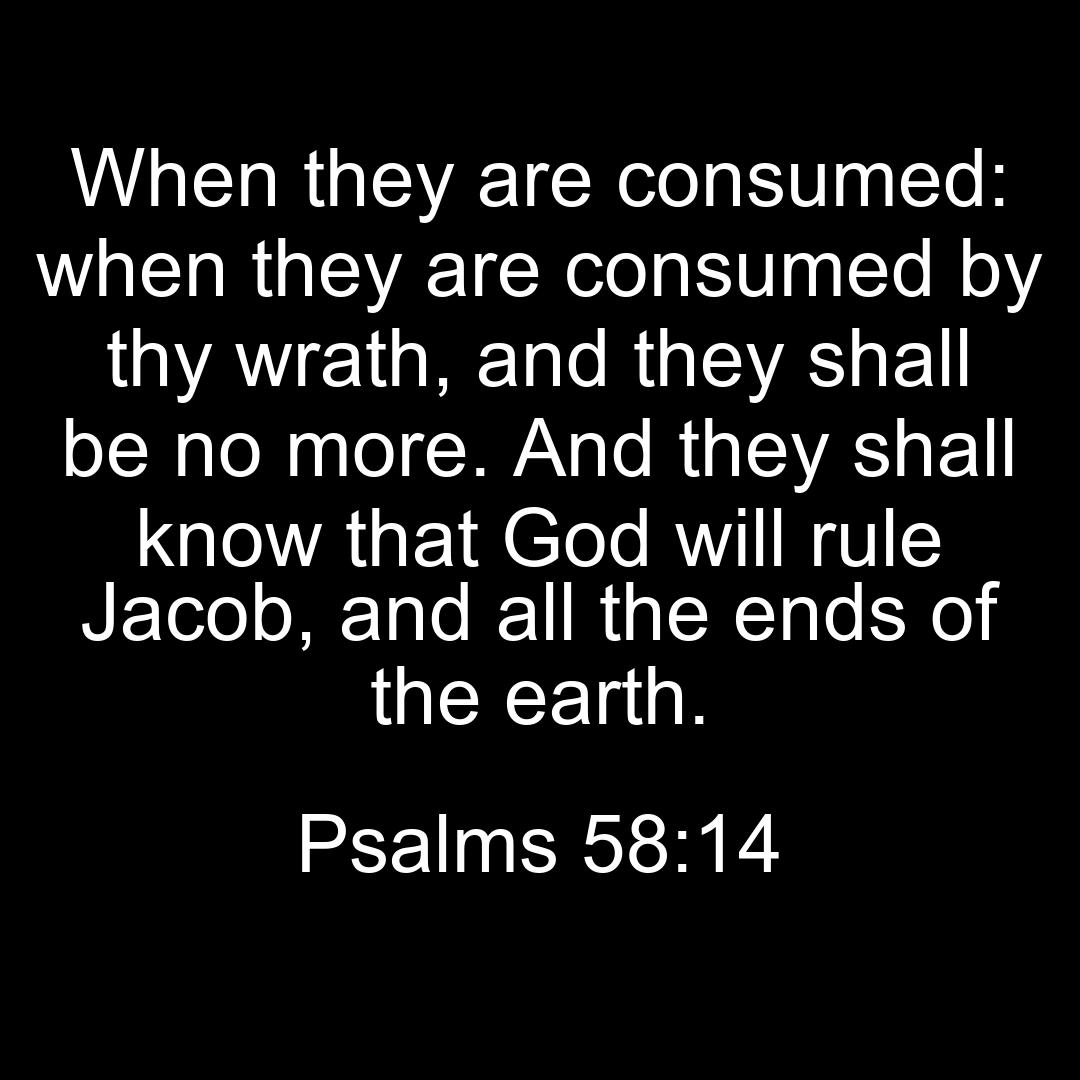 When they are consumed:
when they are consumed by
thy wrath, and they shall
be no more. And they shall
know that God will rule
Jacob, and all the ends of
the earth.
Psalms 58:14